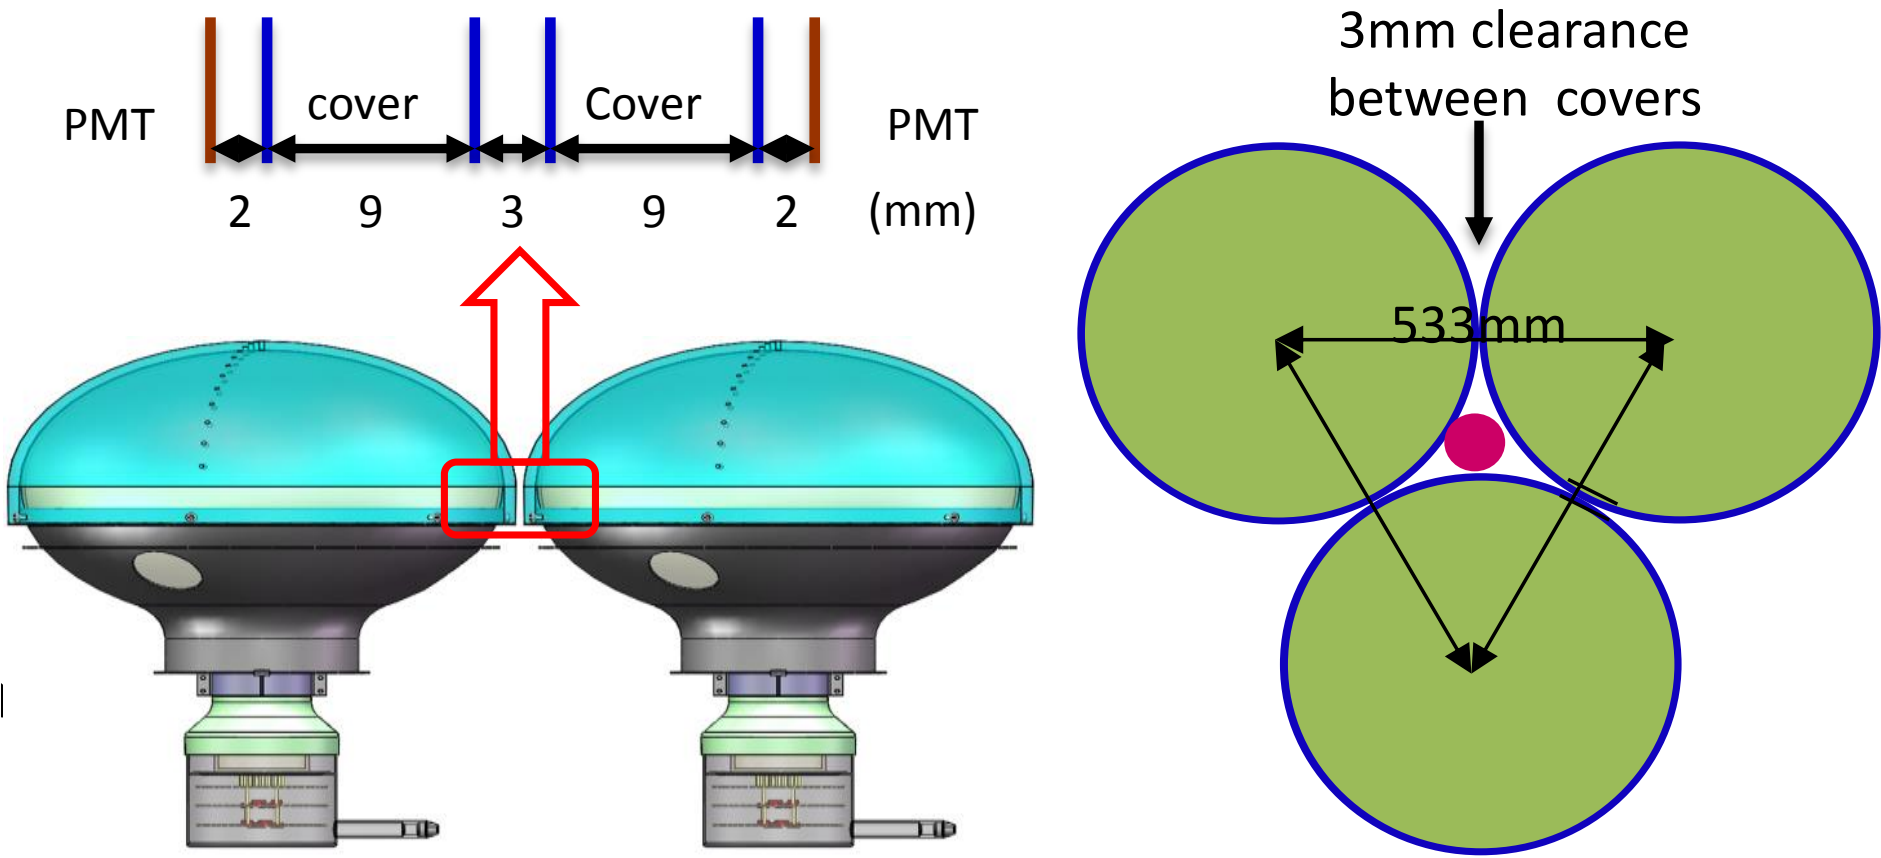 PMT cover Cover PMT
2 9 3 9 2 (mm)
3mm clearance
between covers
533mm